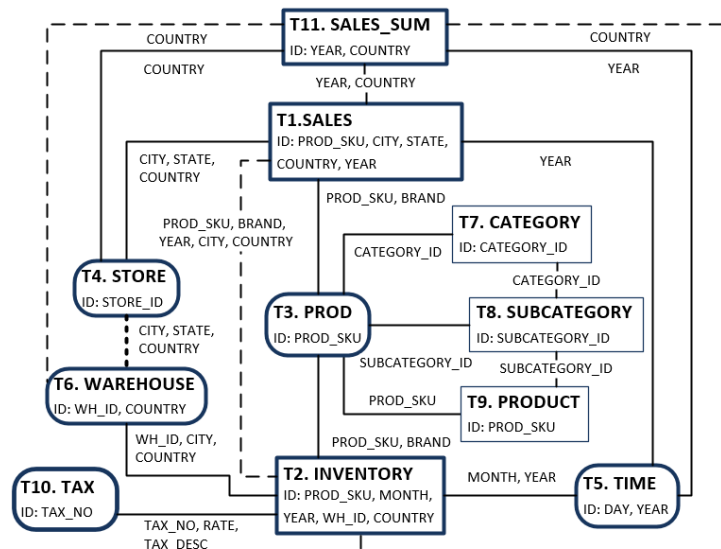 COUNTRY
T11. SALES_SUM
ID: YEAR, COUNTRY
COUNTRY
COUNTRY
YEAR
YEAR, COUNTRY
T1.SALES
ID: PROD_SKU, CITY, STATE,
COUNTRY, YEAR
CITY, STATE,
COUNTRY
YEAR
PROD_SKU, BRAND
PROD_SKU, BRAND,
YEAR, CITY, COUNTRY
T7. CATEGORY
ID: CATEGORY_ID
CATEGORY_ID
CATEGORY_ID
T4. STORE
ID: STORE_ID
T3. PROD
ID: PROD_SKU
T8. SUBCATEGORY
ID: SUBCATEGORY_ID
CITY, STATE,
COUNTRY
SUBCATEGORY_ID
SUBCATEGORY_ID
T6. WAREHOUSE
ID: WH_ID, COUNTRY
PROD_SKU
T9. PRODUCT
ID: PROD_SKU
WH_ID, CITY,
COUNTRY
PROD_SKU, BRAND
T2. INVENTORY
ID: PROD_SKU, MONTH,
YEAR, WH_ID, COUNTRY
MONTH, YEAR
T5. TIME
ID: DAY, YEAR
T10. TAX
ID: TAX_NO
TAX_NO, RATE,
TAX_DESC